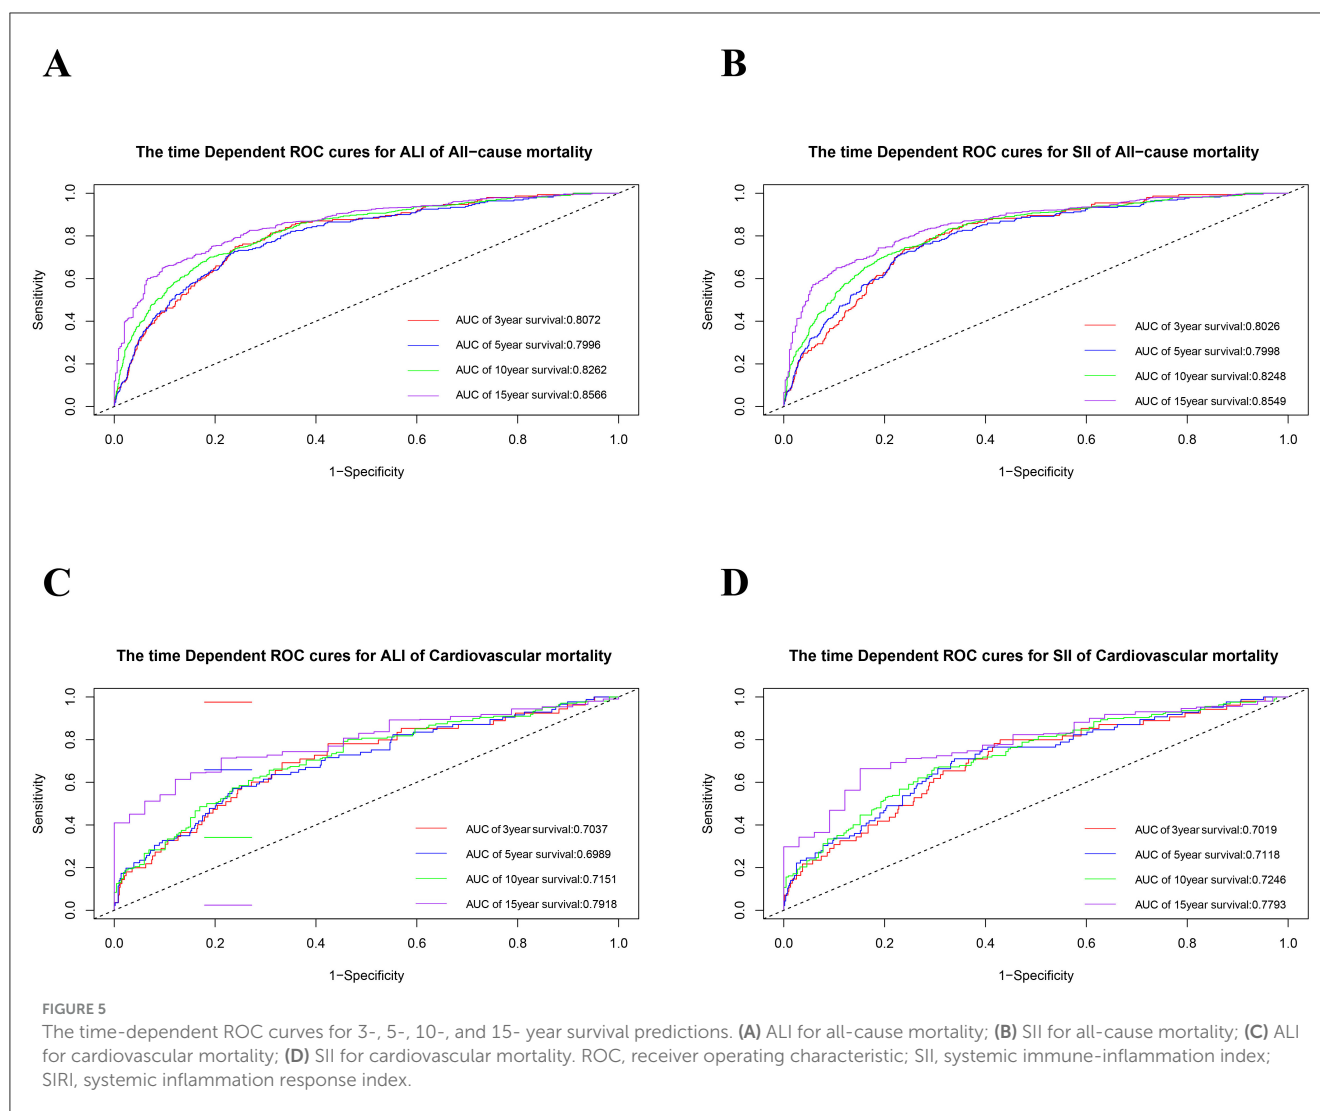 A
The time Dependent ROC cures for ALI of All−cause mortality
Sensitivity
1.0
0.8
0.6
0.4
0.2
0.0
AUC of 3year survival:0.8072
AUC of 5year survival:0.7996
AUC of 10year survival:0.8262
AUC of 15year survival:0.8566
0.0 0.2 0.4 0.6 0.8 1.0
1−Specificity
B
The time Dependent ROC cures for SII of All−cause mortality
Sensitivity
1.0
0.8
0.6
0.4
0.2
0.0
AUC of 3year survival:0.8026
AUC of 5year survival:0.7998
AUC of 10year survival:0.8248
AUC of 15year survival:0.8549
0.0 0.2 0.4 0.6 0.8 1.0
1−Specificity
C
The time Dependent ROC cures for ALI of Cardiovascular mortality
Sensitivity
1.0
0.8
0.6
0.4
0.2
0.0
AUC of 3year survival:0.7037
AUC of 5year survival:0.6989
AUC of 10year survival:0.7151
AUC of 15year survival:0.7918
0.0 0.2 0.4 0.6 0.8 1.0
1−Specificity
D
The time Dependent ROC cures for SII of Cardiovascular mortality
Sensitivity
1.0
0.8
0.6
0.4
0.2
0.0
AUC of 3year survival:0.7019
AUC of 5year survival:0.7118
AUC of 10year survival:0.7246
AUC of 15year survival:0.7793
0.0 0.2 0.4 0.6 0.8 1.0
1−Specificity
FIGURE 5
The time-dependent ROC curves for 3-, 5-, 10-, and 15- year survival predictions. (A) ALI for all-cause mortality; (B) SII for all-cause mortality; (C) ALI
for cardiovascular mortality; (D) SII for cardiovascular mortality. ROC, receiver operating characteristic; SII, systemic immune-inflammation index;
SIRI, systemic inflammation response index.